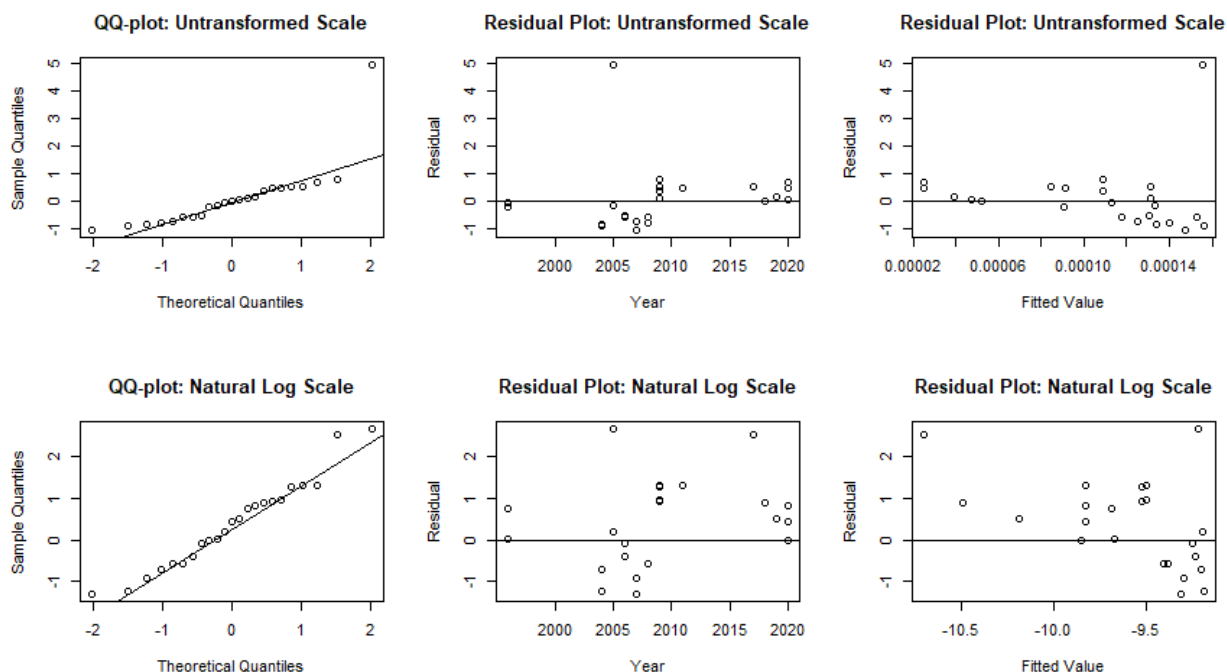 QQ-plot: Untransformed Scale
Sample Quantiles
5
4
3
2
1
0
-1
-2 -1 0 1 2
Theoretical Quantiles
Residual Plot: Untransformed Scale
Residual
5
4
3
2
1
0
-1
2000 2005 2010 2015 2020
Year
Residual Plot: Untransformed Scale
Residual
5
4
3
2
1
0
-1
0.00002 0.00006 0.00010 0.00014
Fitted Value
QQ-plot: Natural Log Scale
Sample Quantiles
2
1
0
-1
-2 -1 0 1 2
Theoretical Quantiles
Residual Plot: Natural Log Scale
Residual
2
1
0
-1
2000 2005 2010 2015 2020
Year
Residual Plot: Natural Log Scale
Residual
2
1
0
-1
-10.5 -10.0 -9.5
Fitted Value